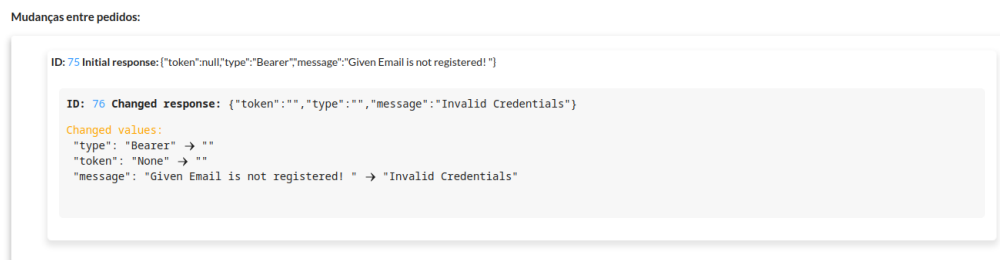 Mudanças entre pedidos:
ID: 75 Initial response: {"token":null,"type":"Bearer","message":"Given Email is not registered! "}
ID: 76 Changed response: {"token":"","type":"","message":"Invalid Credentials"}
Changed values:
"type": "Bearer" → ""
"token": "None" → ""
"message": "Given Email is not registered! " → "Invalid Credentials"